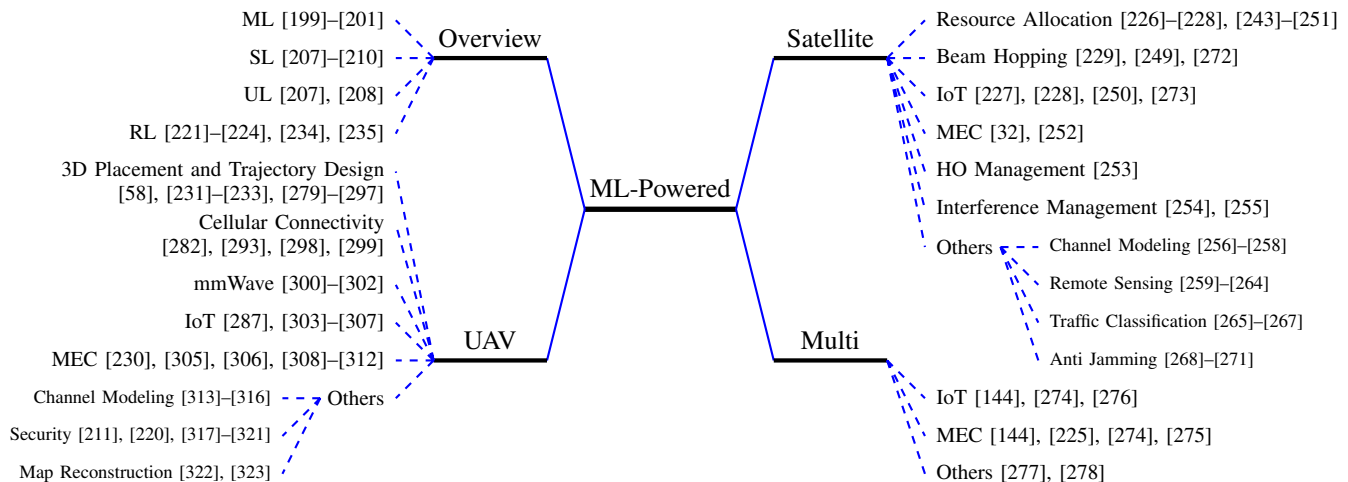 ML-Powered
Overview
ML [199]–[201]
SL [207]–[210]
UL [207], [208]
RL [221]–[224], [234], [235]
UAV
3D Placement and Trajectory Design
[58], [231]–[233], [279]–[297]
Cellular Connectivity
[282], [293], [298], [299]
mmWave [300]–[302]
IoT [287], [303]–[307]
MEC [230], [305], [306], [308]–[312]
Others
Channel Modeling [313]–[316]
Security [211], [220], [317]–[321]
Map Reconstruction [322], [323]
Satellite
Resource Allocation [226]–[228], [243]–[251]
Beam Hopping [229], [249], [272]
IoT [227], [228], [250], [273]
MEC [32], [252]
HO Management [253]
Interference Management [254], [255]
Others
Channel Modeling [256]–[258]
Remote Sensing [259]–[264]
Traffic Classification [265]–[267]
Anti Jamming [268]–[271]
Multi
IoT [144], [274], [276]
MEC [144], [225], [274], [275]
Others [277], [278]